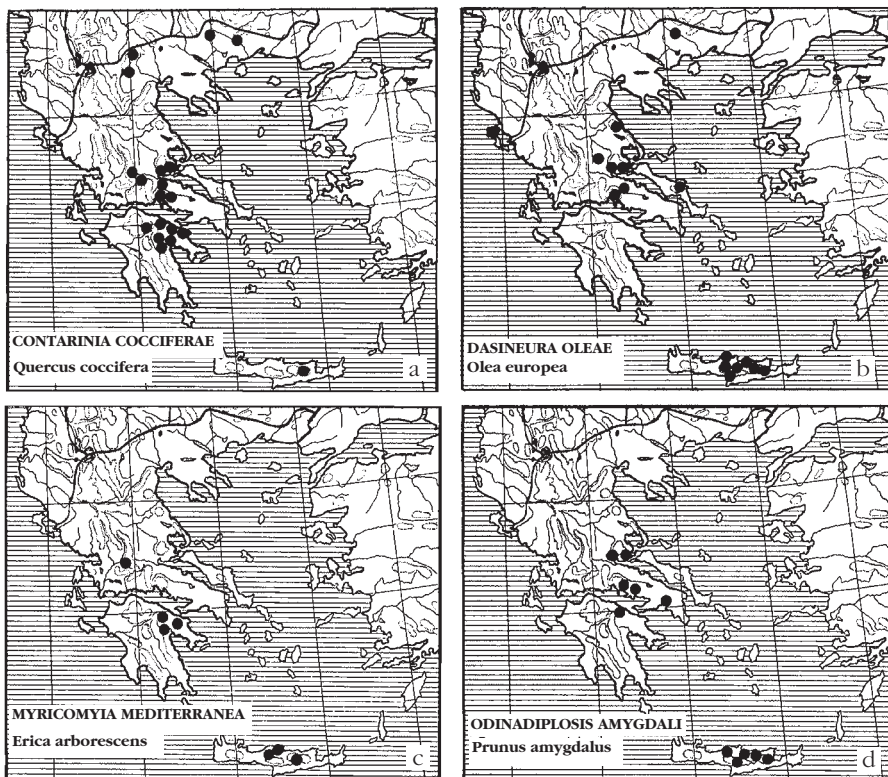 CONTARINIA COCCIFERAE
Quercus coccifera
a
DASINEURA OLEAE
Olea europea
b
MYRICOMYIA MEDITERRANEA
Erica arborescens
c
ODINADIPLOSIS AMYGDALI
Prunus amygdalus
d